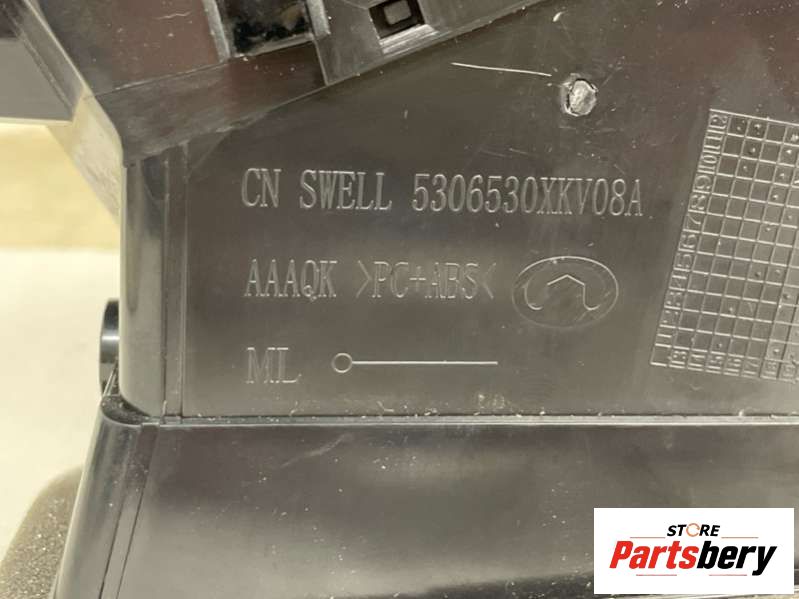 CN SWELL 5306530XKV08A
AAAQK >PC+ABS<
ML
STORE
Partsbery